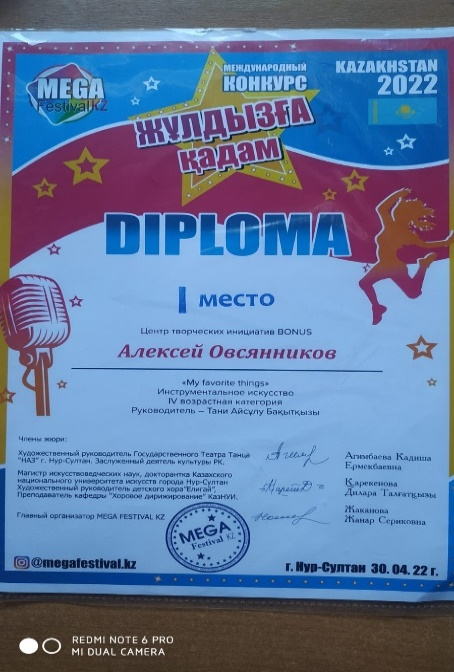 MEGA
Festival KZ
МЕЖДУНАРОДНЫЙ
КОНКУРС
KAZAKHSTAN
2022
ЖҰЛДЫЗҒА
ҚАДАМ
DIPLOMA
I место
Центр творческих инициатив BONUS
Алексей Овсянников
«My favorite things»
Инструментальное искусство
IV возрастная категория
Руководитель – Тани Айсұлу Бақытқызы
Члены жюри:
Художественный руководитель Государственного Театра Танца
"НАЗ" г. Нур-Султан. Заслуженный деятель культуры РК.
Агимбаева Кадиша
Ермекбаевна
Магистр искусствоведческих наук, докторантка Казахского
национального университета искусств города Нур-Султан
Художественный руководитель детского хора"Елигай".
Преподаватель кафедры "Хоровое дирижирование" КазНУИ.
Карекенова
Дилара Талғатқызы
Главный организатор MEGA FESTIVAL KZ
Жаканова
Жанар Сериковна
MEGA
Festival KZ
@megafestival.kz
г. Нур-Султан 30. 04. 22 г.
REDMI NOTE 6 PRO
MI DUAL CAMERA